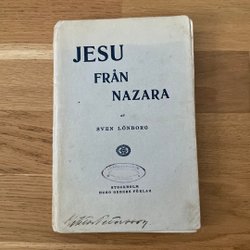 JESU
FRÅN
NAZARA
AF
SVEN LÖNBORG
STOCKHOLM
HUGO GEBERS FÖRLAG